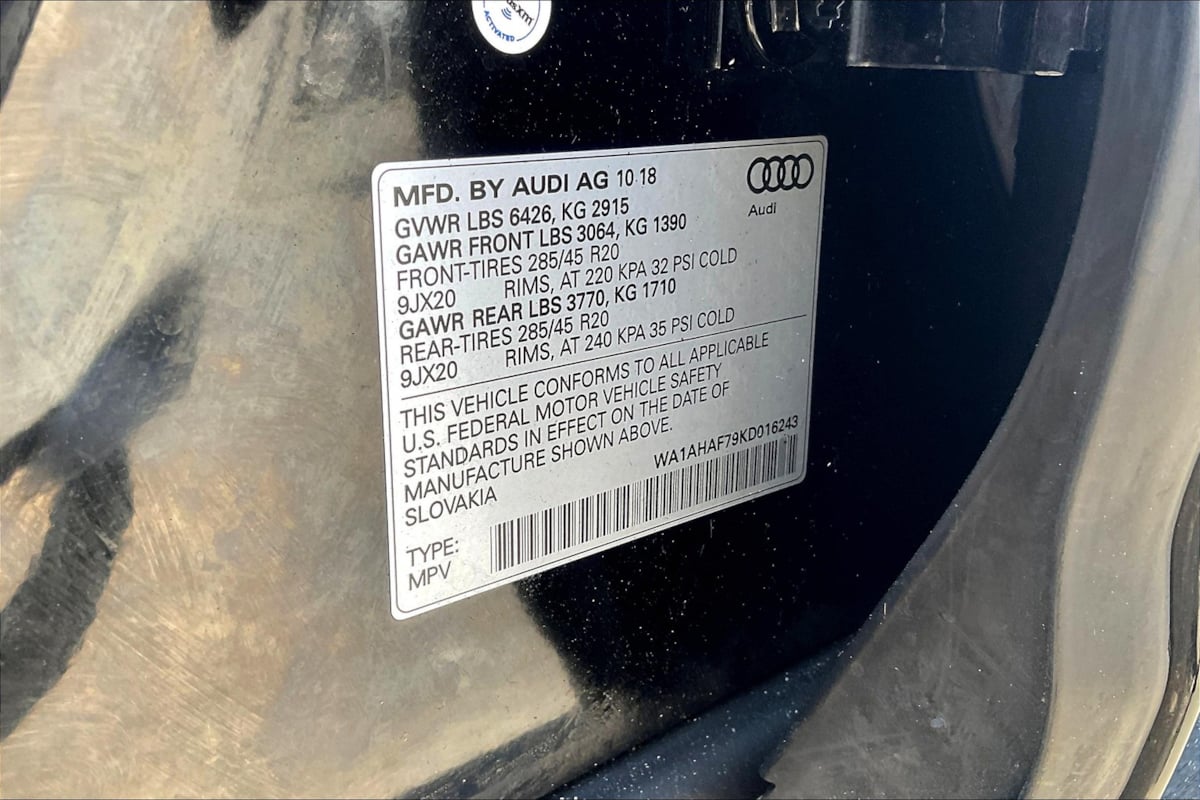 ACTIVATED
MFD. BY AUDI AG 10 18
Audi
GVWR LBS 6426, KG 2915
GAWR FRONT LBS 3064, KG 1390
FRONT-TIRES 285/45 R20
9JX20 RIMS, AT 220 KPA 32 PSI COLD
GAWR REAR LBS 3770, KG 1710
REAR-TIRES 285/45 R20
9JX20 RIMS, AT 240 KPA 35 PSI COLD
THIS VEHICLE CONFORMS TO ALL APPLICABLE
U.S. FEDERAL MOTOR VEHICLE SAFETY
STANDARDS IN EFFECT ON THE DATE OF
MANUFACTURE SHOWN ABOVE.
SLOVAKIA
WA1AHAF79KD016243
TYPE:
MPV